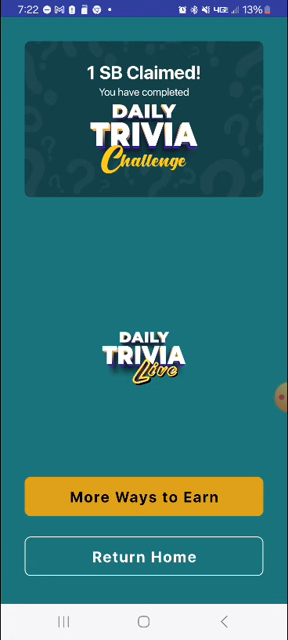 7:22 4GE 13%
1 SB Claimed!
You have completed
DAILY
TRIVIA
Challenge
DAILY
TRIVIA
Live
More Ways to Earn
Return Home